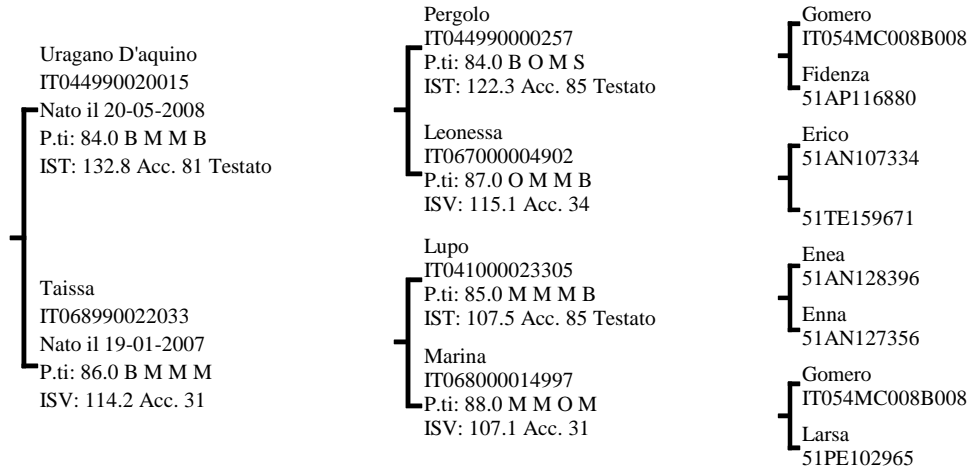 Uragano D'aquino
IT044990020015
Nato il 20-05-2008
P.ti: 84.0 B M M B
IST: 132.8 Acc. 81 Testato
Taissa
IT068990022033
Nato il 19-01-2007
P.ti: 86.0 B M M M
ISV: 114.2 Acc. 31
Pergolo
IT044990000257
P.ti: 84.0 B O M S
IST: 122.3 Acc. 85 Testato
Leonessa
IT067000004902
P.ti: 87.0 O M M B
ISV: 115.1 Acc. 34
Lupo
IT041000023305
P.ti: 85.0 M M M B
IST: 107.5 Acc. 85 Testato
Marina
IT068000014997
P.ti: 88.0 M M O M
ISV: 107.1 Acc. 31
Gomero
IT054MC008B008
Fidenza
51AP116880
Erico
51AN107334
51TE159671
Enea
51AN128396
Enna
51AN127356
Gomero
IT054MC008B008
Larsa
51PE102965